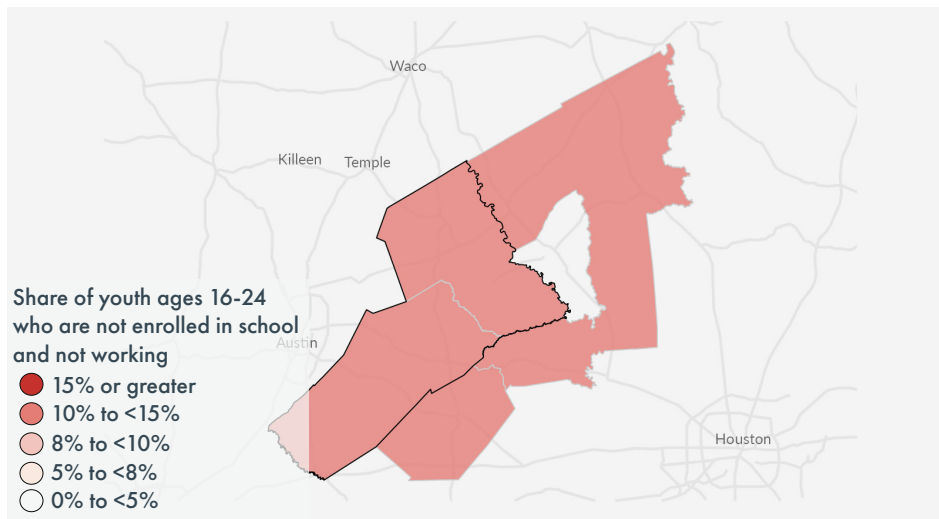 Waco
Killeen
Temple
Share of youth ages 16-24
who are not enrolled in school
Austin
and not working
15% or greater
10% to <15%
8% to <10%
5% to <8%
0% to <5%
Houston